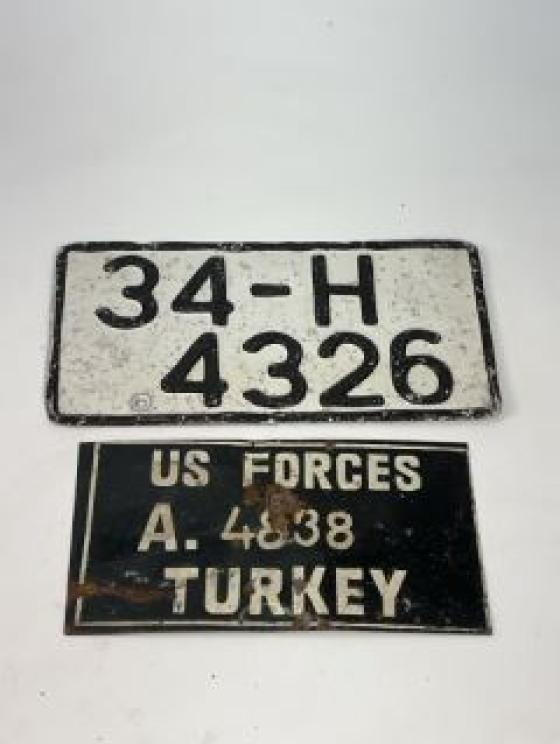 34-H
4326
US FORCES
A. 4838
TURKEY